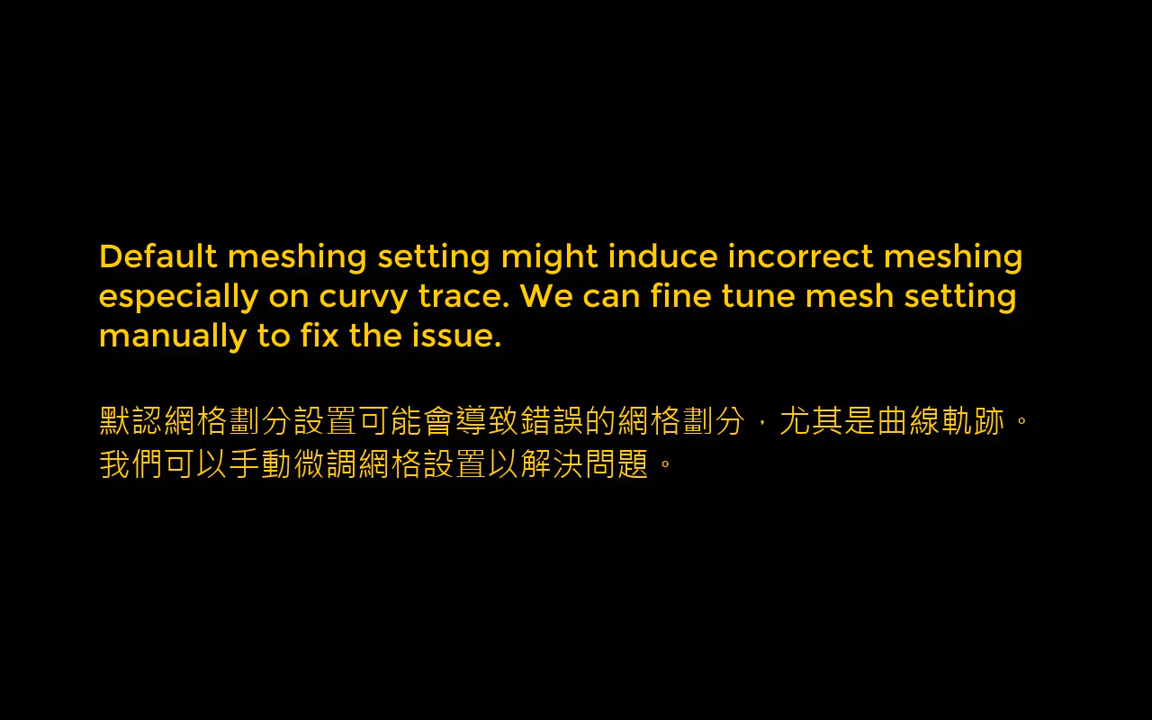 Default meshing setting might induce incorrect meshing
especially on curvy trace. We can fine tune mesh setting
manually to fix the issue.
默認網格劃分設置可能會導致錯誤的網格劃分，尤其是曲線軌跡。
我們可以手動微調網格設置以解決問題。